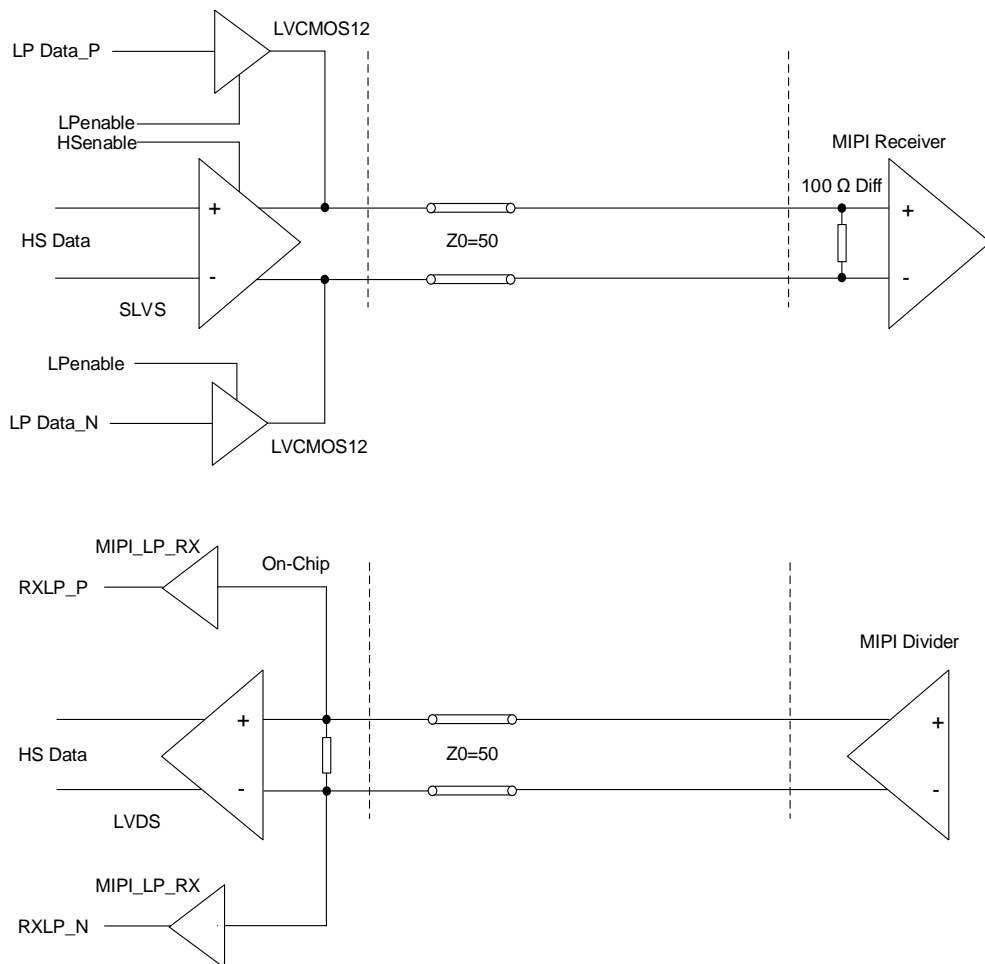 LVCMOS12
LP Data_P
LPenable
HSenable
MIPI Receiver
100 Ω Diff
+
+
HS Data
Z0=50
-
-
SLVS
LPenable
LP Data_N
LVCMOS12
MIPI_LP_RX
On-Chip
RXLP_P
MIPI Divider
+
+
HS Data
Z0=50
-
-
LVDS
MIPI_LP_RX
RXLP_N